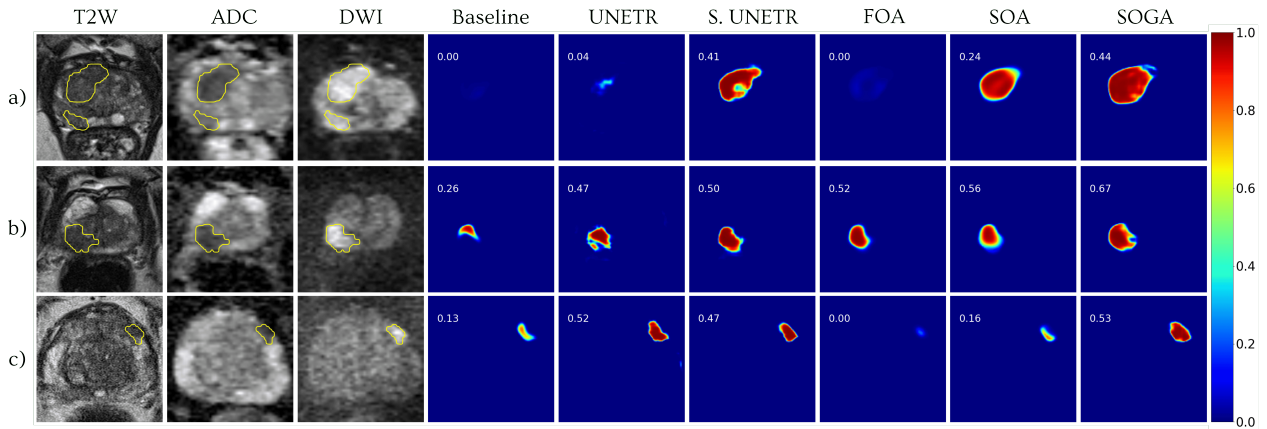 T2W ADC DWI Baseline UNETR S. UNETR FOA SOA SOGA
1.0
a) 0.00 0.04 0.41 0.00 0.24 0.44
0.8
b) 0.26 0.47 0.50 0.52 0.56 0.67
0.6
0.4
c) 0.13 0.52 0.47 0.00 0.16 0.53
0.2
0.0